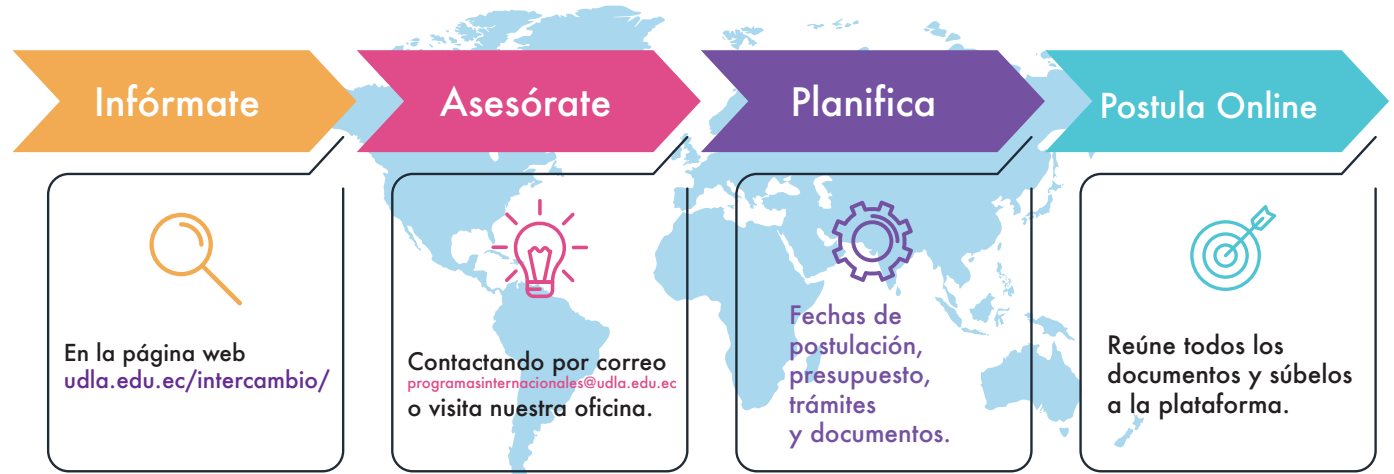 Infórmate
Asesórate
Planifica
Postula Online
En la página web
udla.edu.ec/intercambio/
Contactando por correo
programasinternacionales@udla.edu.ec
o visita nuestra oficina.
Fechas de
postulación,
presupuesto,
trámites
y documentos.
Reúne todos los
documentos y súbelos
a la plataforma.